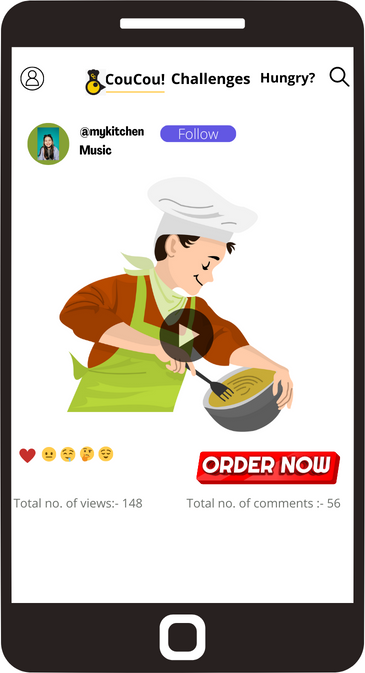 CouCou! Challenges Hungry?
@mykitchen Follow
Music
ORDER NOW
Total no. of views:- 148 Total no. of comments :- 56